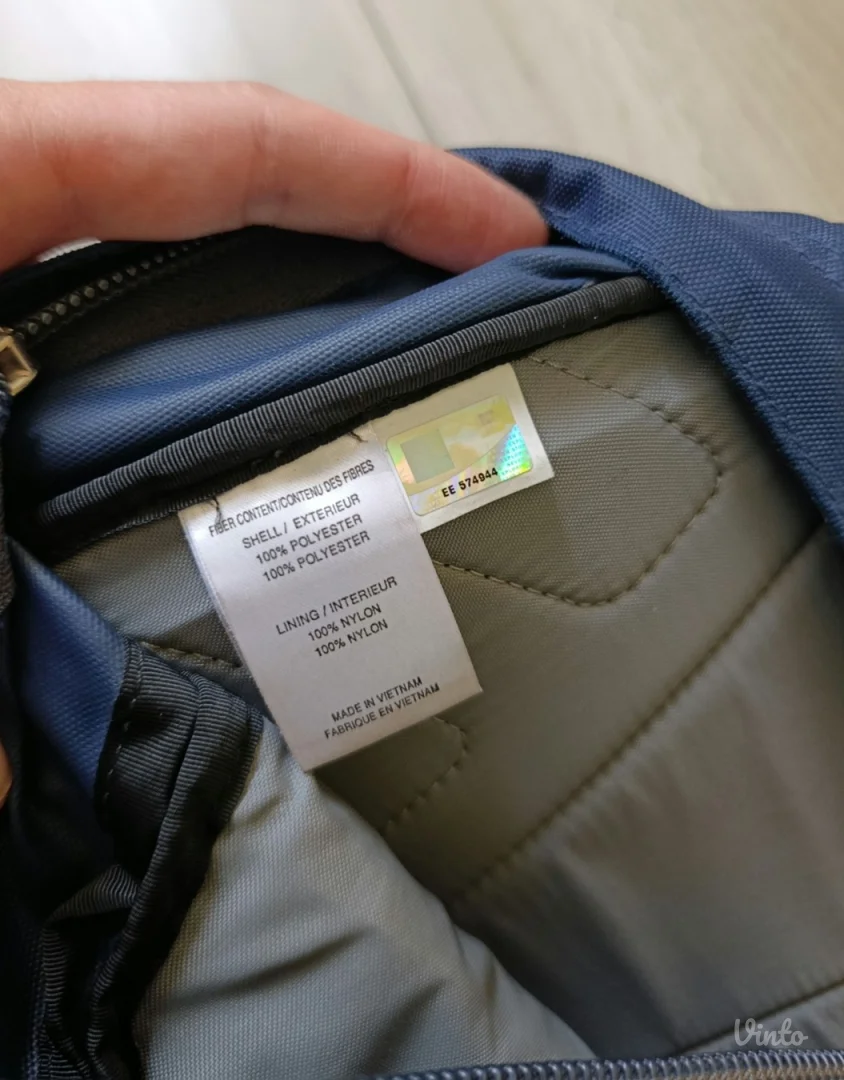 FIBER CONTENT/CONTENU DES FIBRES
SHELL / EXTERIEUR
100% POLYESTER
100% POLYESTER
LINING / INTERIEUR
100% NYLON
100% NYLON
MADE IN VIETNAM
FABRIQUE EN VIETNAM
EE 574944
Vinto